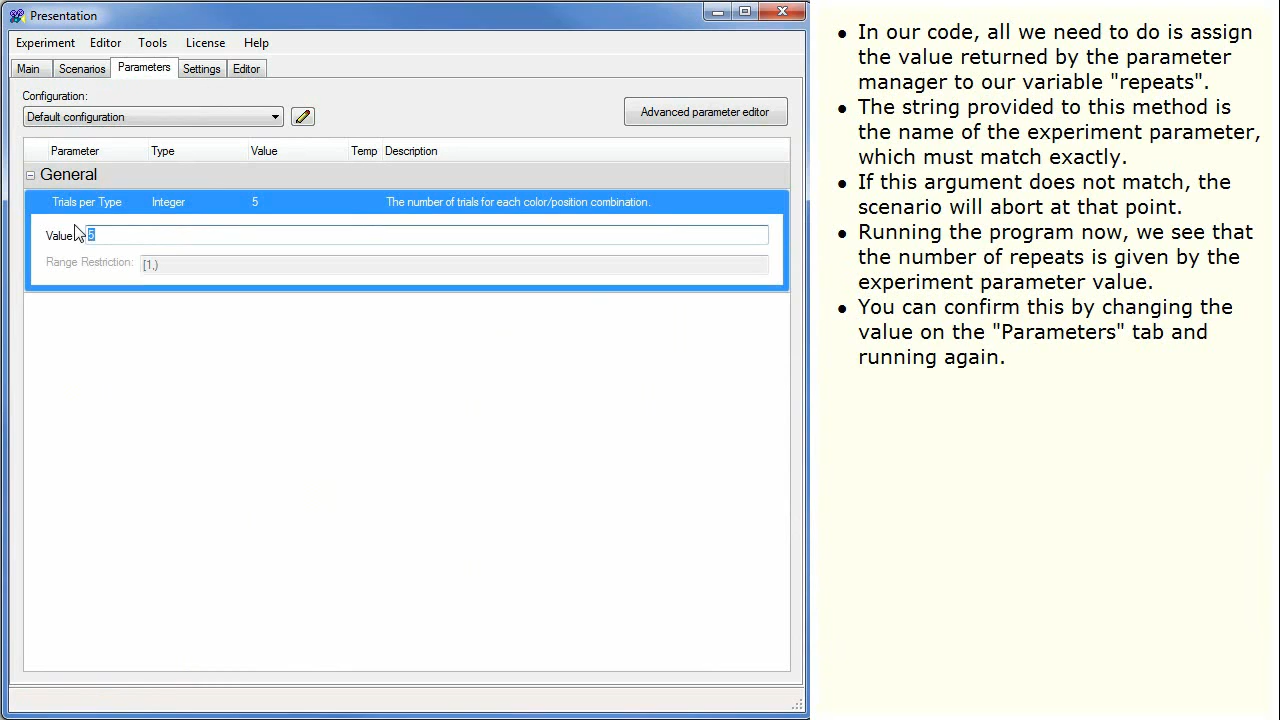 Presentation
Experiment Editor Tools License Help
Main Scenarios Parameters Settings Editor
Configuration:
Default configuration
Advanced parameter editor
Parameter Type Value Temp Description
General
Trials per Type Integer 5 The number of trials for each color/position combination.
Value 5
Range Restriction: [1,)
• In our code, all we need to do is assign
the value returned by the parameter
manager to our variable "repeats".
• The string provided to this method is
the name of the experiment parameter,
which must match exactly.
• If this argument does not match, the
scenario will abort at that point.
• Running the program now, we see that
the number of repeats is given by the
experiment parameter value.
• You can confirm this by changing the
value on the "Parameters" tab and
running again.